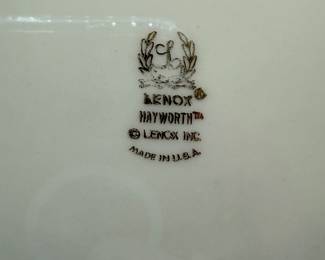 L
LENOX®
HAYWORTH™
© LENOX INC.
MADE IN U.S.A.